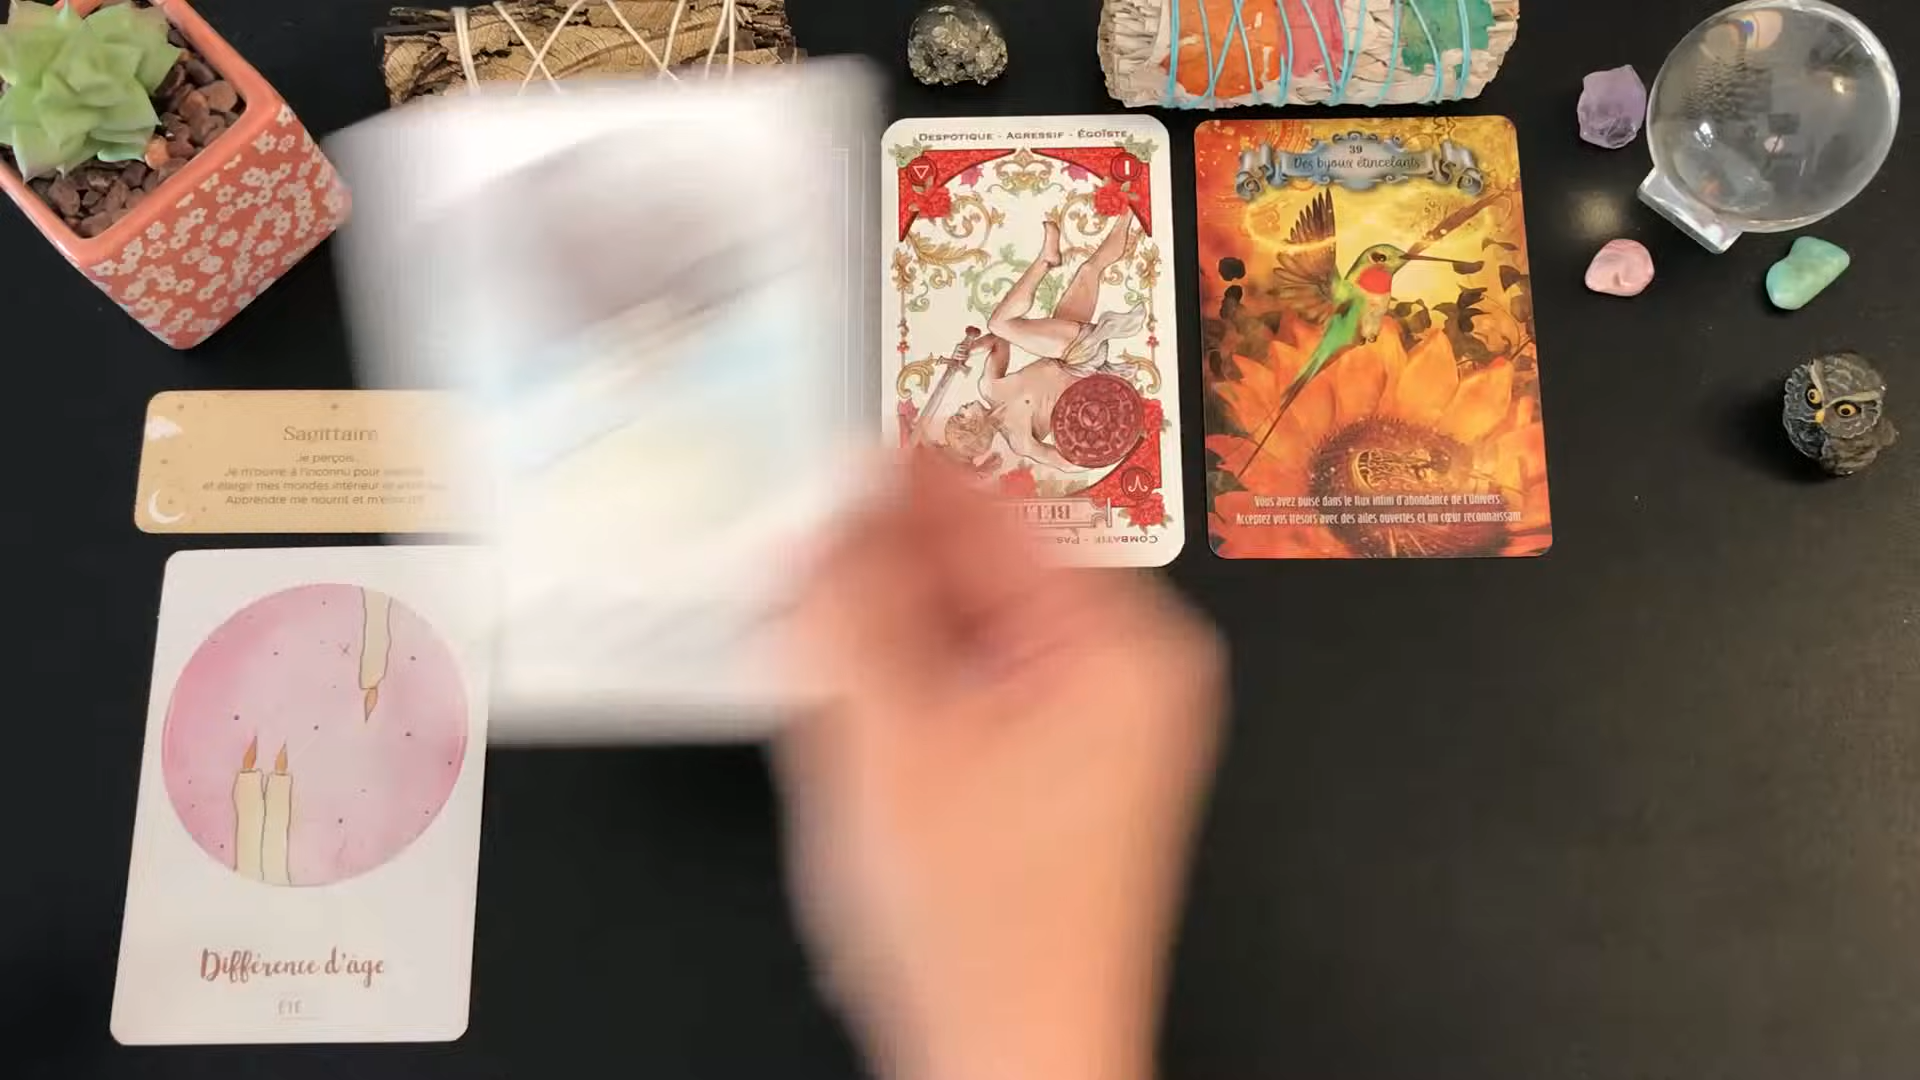 DESPOTIQUE - AGRESSIF - ÉGOÏSTE
I
39
Des bijoux étincelants
Sagittaire
Je perçois
Je m'ouvre à l'inconnu pour
et élargir mes mondes intérieur et
Apprendre me nourrit et
Vous avez puisé dans le flux infini d'abondance de l'Univers.
Acceptez vos trésors avec des ailes ouvertes et un cœur reconnaissant.
COMBATIF -
Différence d'âge
ÉTÉ